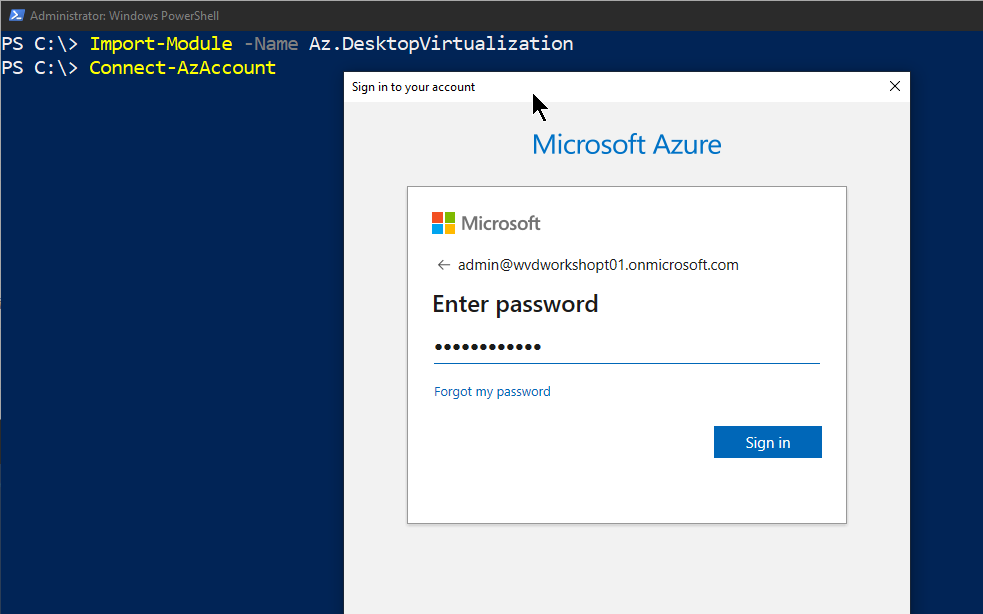 Administrator: Windows PowerShell
PS C:\> Import-Module -Name Az.DesktopVirtualization
PS C:\> Connect-AzAccount
Sign in to your account
Microsoft Azure
Microsoft
admin@wvdworkshopt01.onmicrosoft.com
Enter password
••••••••••••
Forgot my password
Sign in